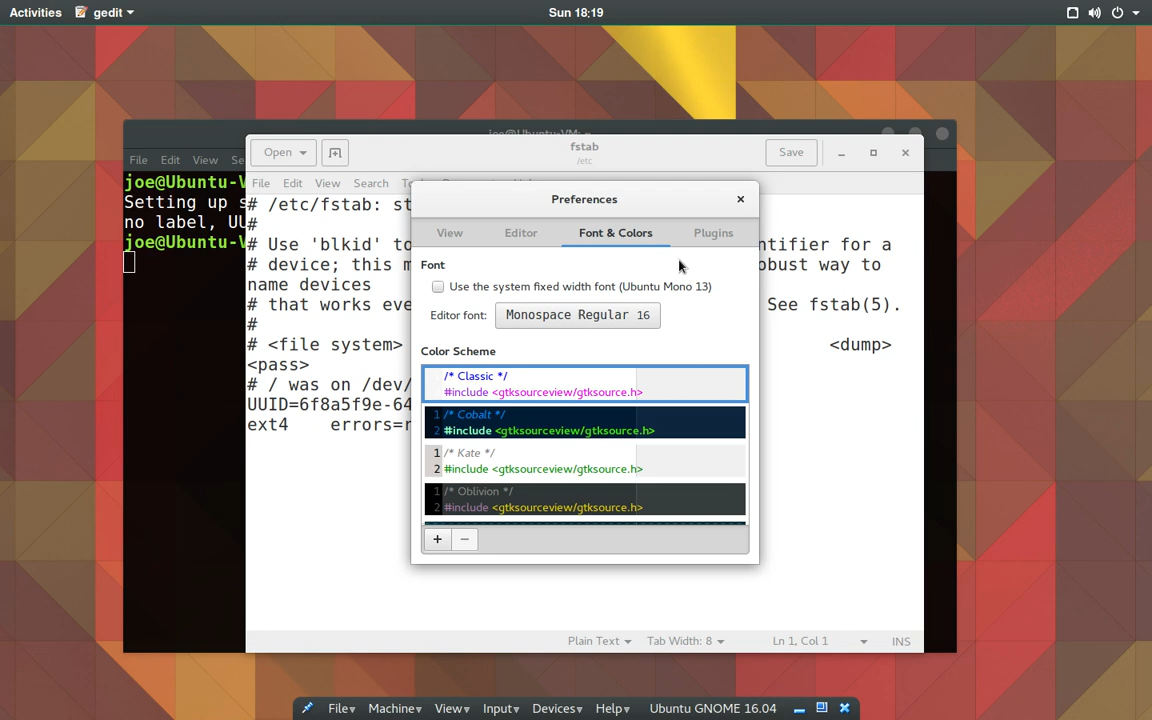 Activities gedit Sun 18:19
File Edit View
joe@Ubuntu-V
Setting up s
no label, UU
joe@Ubuntu-V
Open fstab Save
/etc
File Edit View Search
# /etc/fstab: st
#
# Use 'blkid' to ntifier for a
# device; this m obust way to
name devices
# that works eve See fstab(5).
#
# <file system> <dump>
<pass>
# / was on /dev/
UUID=6f8a5f9e-64
ext4 errors=r
Preferences
View Editor Font & Colors Plugins
Font
Use the system fixed width font (Ubuntu Mono 13)
Editor font: Monospace Regular 16
Color Scheme
/* Classic */
#include <gtksourceview/gtksource.h>
1 /* Cobalt */
2 #include <gtksourceview/gtksource.h>
1 /* Kate */
2 #include <gtksourceview/gtksource.h>
1 /* Oblivion */
2 #include <gtksourceview/gtksource.h>
+ −
Plain Text Tab Width: 8 Ln 1, Col 1 INS
File Machine View Input Devices Help Ubuntu GNOME 16.04